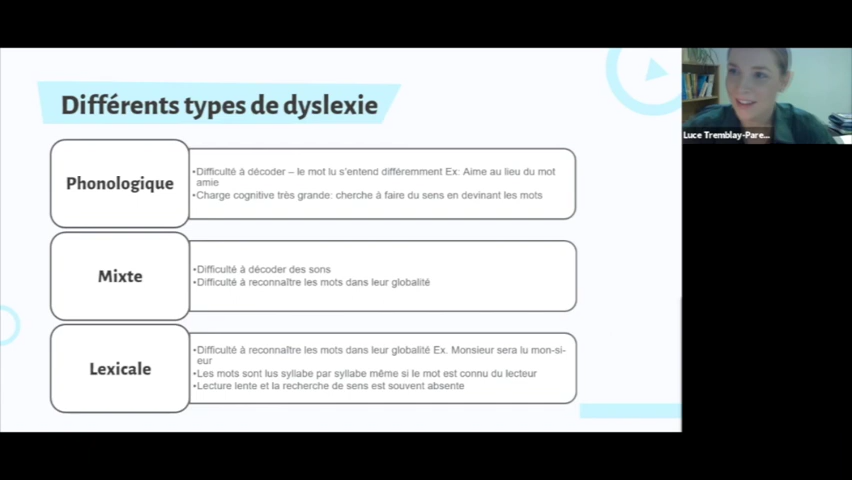 Différents types de dyslexie
Luce Tremblay-Pare...
Phonologique
•Difficulté à décoder – le mot lu s'entend différemment Ex: Aime au lieu du mot
amie
•Charge cognitive très grande: cherche à faire du sens en devinant les mots
Mixte
•Difficulté à décoder des sons
•Difficulté à reconnaître les mots dans leur globalité
Lexicale
•Difficulté à reconnaître les mots dans leur globalité Ex. Monsieur sera lu mon-si-
eur
•Les mots sont lus syllabe par syllabe même si le mot est connu du lecteur
•Lecture lente et la recherche de sens est souvent absente